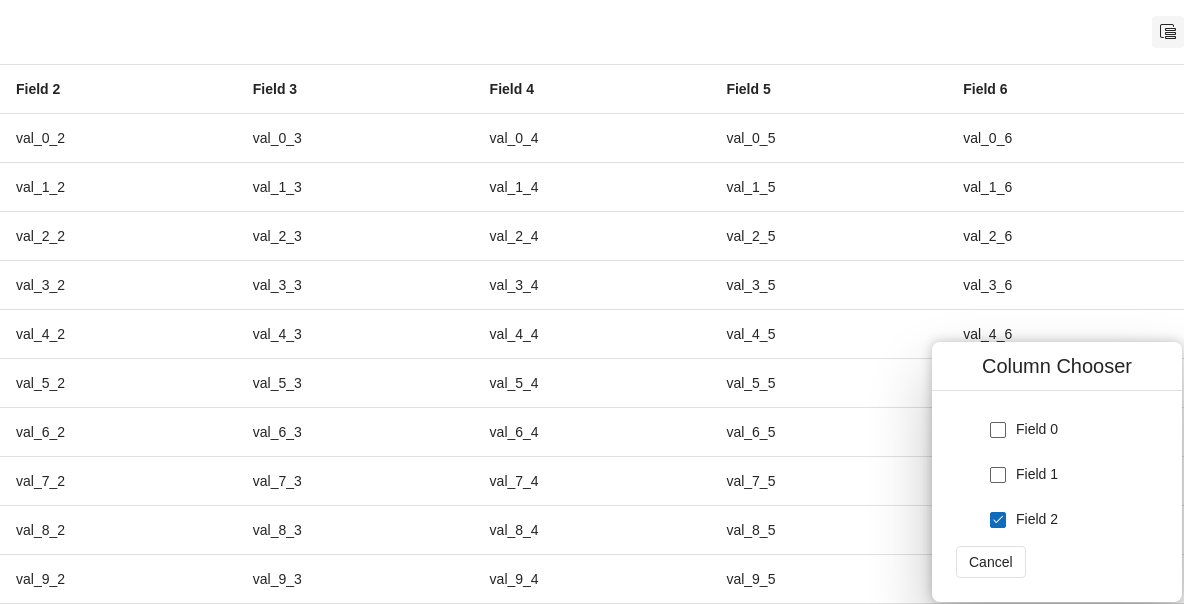 Field 2 Field 3 Field 4 Field 5 Field 6
val_0_2 val_0_3 val_0_4 val_0_5 val_0_6
val_1_2 val_1_3 val_1_4 val_1_5 val_1_6
val_2_2 val_2_3 val_2_4 val_2_5 val_2_6
val_3_2 val_3_3 val_3_4 val_3_5 val_3_6
val_4_2 val_4_3 val_4_4 val_4_5 val_4_6
val_5_2 val_5_3 val_5_4 val_5_5
val_6_2 val_6_3 val_6_4 val_6_5
val_7_2 val_7_3 val_7_4 val_7_5
val_8_2 val_8_3 val_8_4 val_8_5
val_9_2 val_9_3 val_9_4 val_9_5
Column Chooser
Field 0
Field 1
Field 2
Cancel